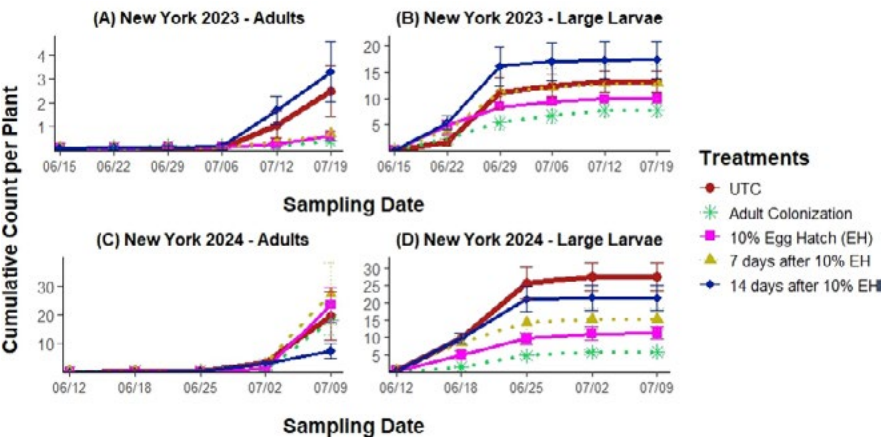 (A) New York 2023 - Adults
(B) New York 2023 - Large Larvae
4
3
2
1
20
15
10
5
06/15 06/22 06/29 07/06 07/12 07/19
06/15 06/22 06/29 07/06 07/12 07/19
Sampling Date
Cumulative Count per Plant
(C) New York 2024 - Adults
(D) New York 2024 - Large Larvae
30
20
10
30
25
20
15
10
5
06/12 06/18 06/25 07/02 07/09
06/12 06/18 06/25 07/02 07/09
Sampling Date
Treatments
UTC
Adult Colonization
10% Egg Hatch (EH)
7 days after 10% EH
14 days after 10% EH